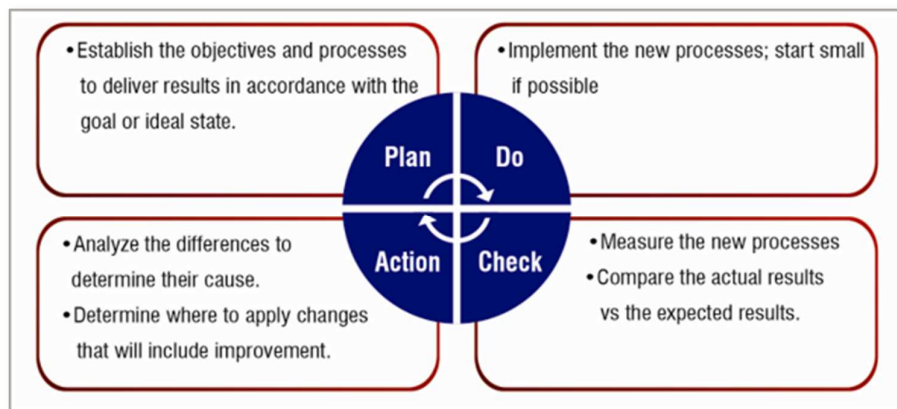 •Establish the objectives and processes
to deliver results in accordance with the
goal or ideal state.
•Implement the new processes; start small
if possible
Plan
Do
Action
Check
•Analyze the differences to
determine their cause.
•Determine where to apply changes
that will include improvement.
•Measure the new processes
•Compare the actual results
vs the expected results.